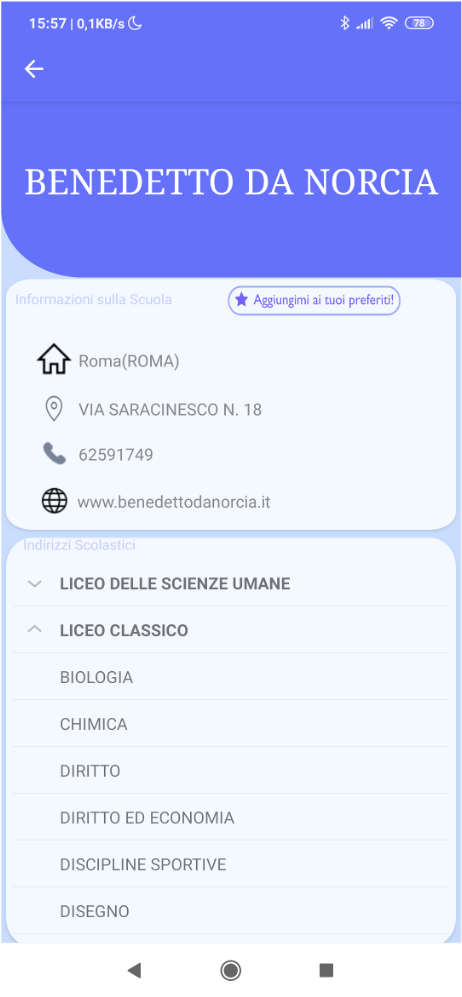 15:57 | 0,1KB/s
78
BENEDETTO DA NORCIA
Informazioni sulla Scuola
Aggiungimi ai tuoi preferiti!
Roma(ROMA)
VIA SARACINESCO N. 18
62591749
www.benedettodanorcia.it
Indirizzi Scolastici
LICEO DELLE SCIENZE UMANE
LICEO CLASSICO
BIOLOGIA
CHIMICA
DIRITTO
DIRITTO ED ECONOMIA
DISCIPLINE SPORTIVE
DISEGNO